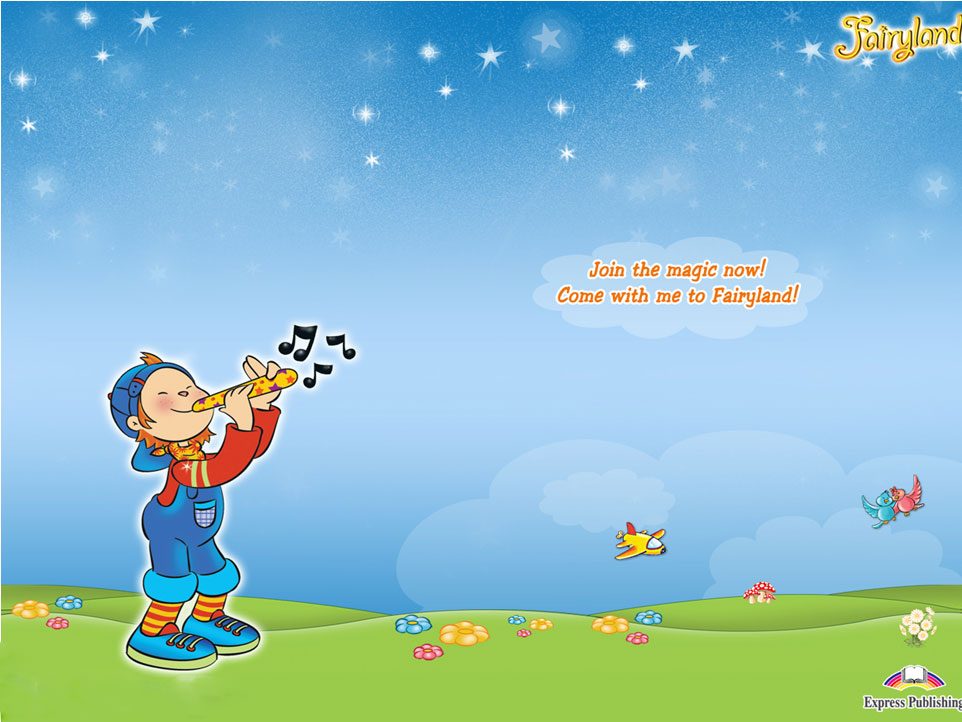 Fairyland
Join the magic now!
Come with me to Fairyland!
Express Publishing